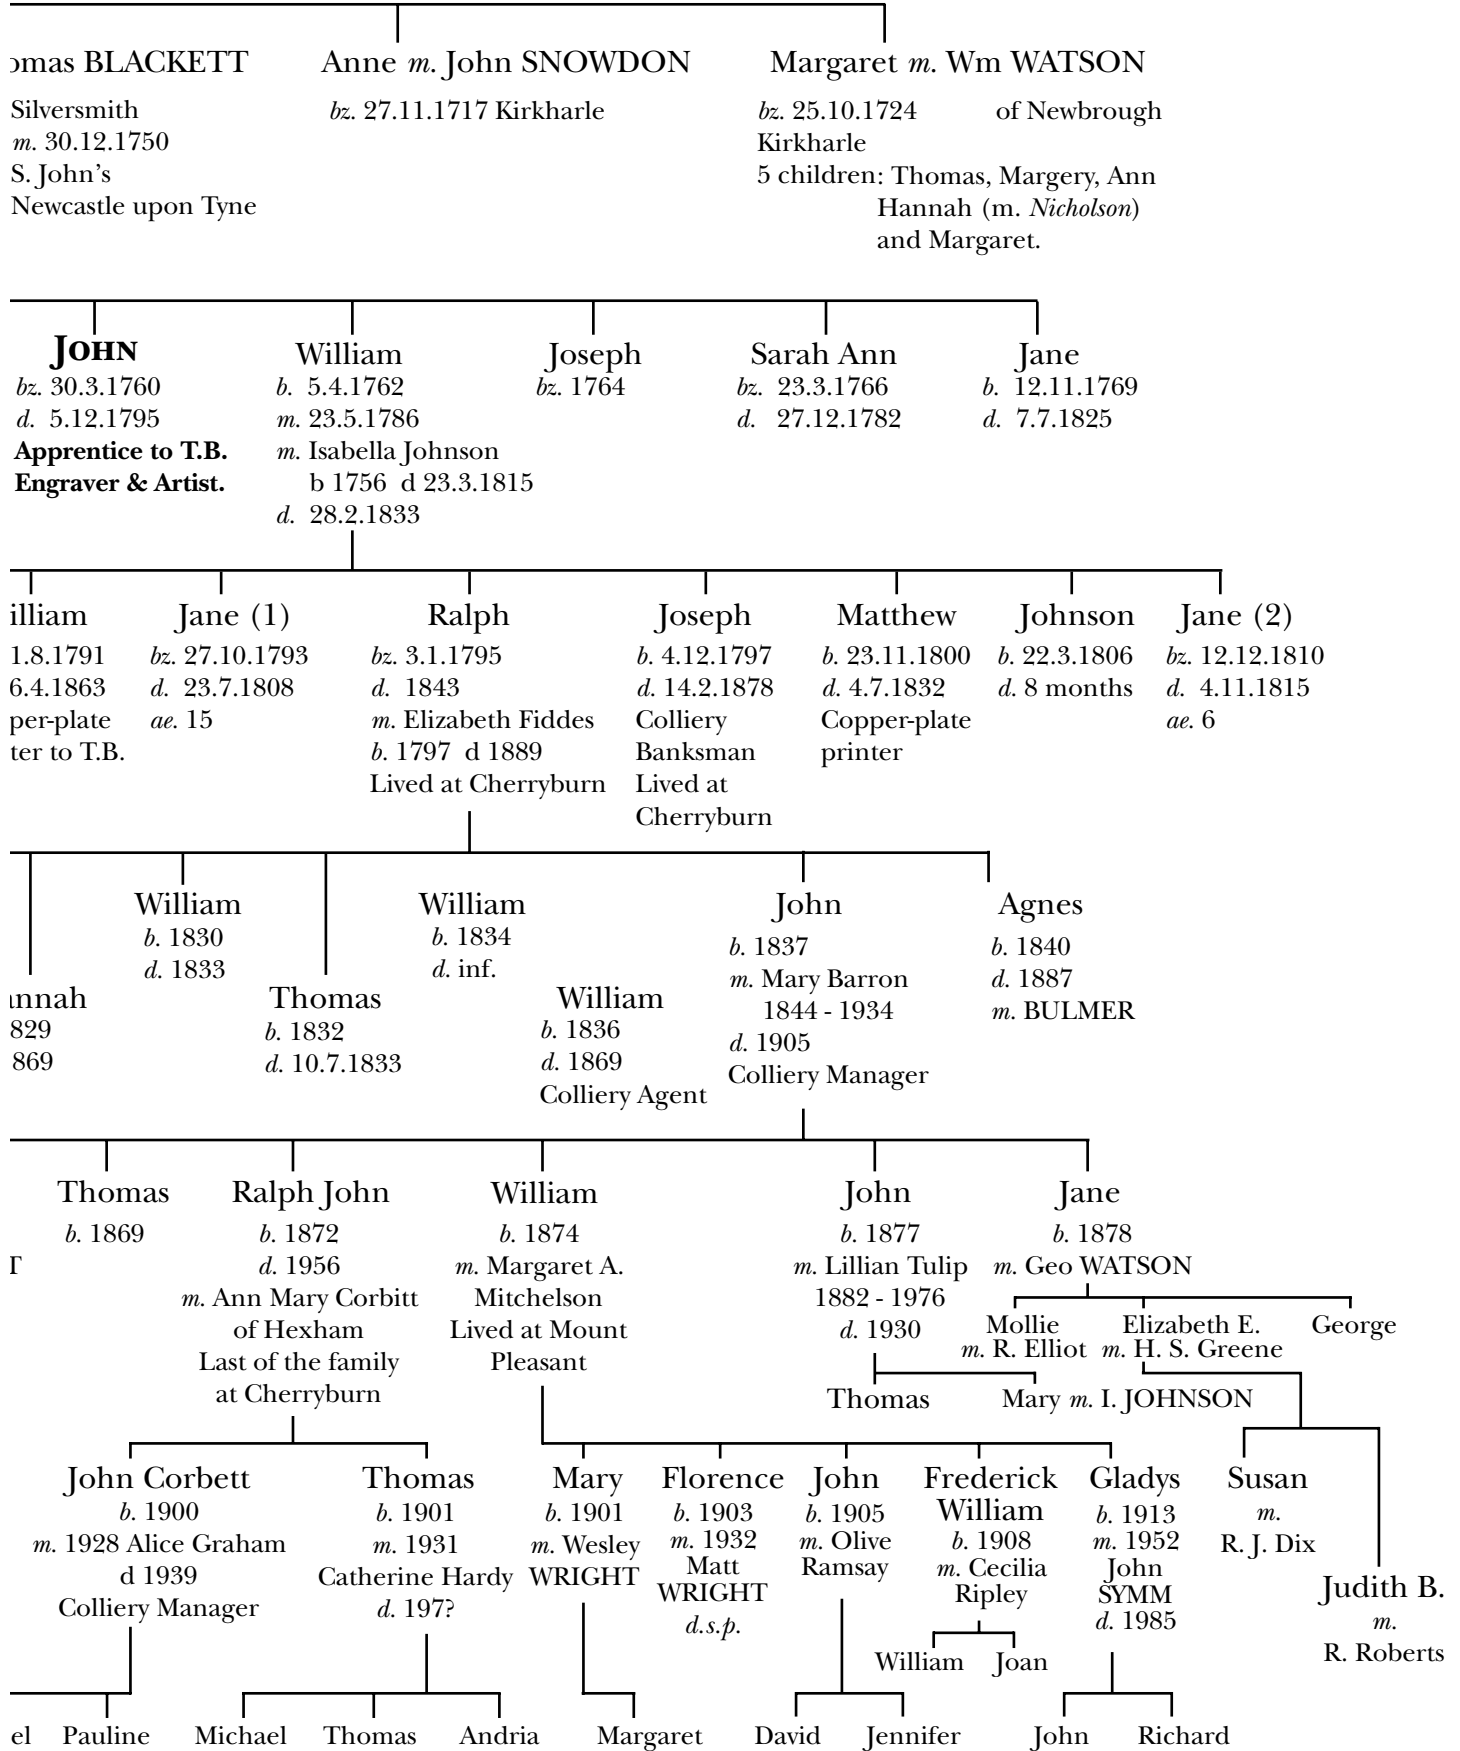 omas BLACKETT
Silversmith
m. 30.12.1750
S. John's
Newcastle upon Tyne
Anne m. John SNOWDON
bz. 27.11.1717 Kirkharle
Margaret m. Wm WATSON
bz. 25.10.1724 of Newbrough
Kirkharle
5 children: Thomas, Margery, Ann
Hannah (m. Nicholson)
and Margaret.
JOHN
bz. 30.3.1760
d. 5.12.1795
Apprentice to T.B.
Engraver & Artist.
William
b. 5.4.1762
m. 23.5.1786
m. Isabella Johnson
b 1756 d 23.3.1815
d. 28.2.1833
Joseph
bz. 1764
Sarah Ann
bz. 23.3.1766
d. 27.12.1782
Jane
b. 12.11.1769
d. 7.7.1825
illiam
1.8.1791
6.4.1863
per-plate
ter to T.B.
Jane (1)
bz. 27.10.1793
d. 23.7.1808
ae. 15
Ralph
bz. 3.1.1795
d. 1843
m. Elizabeth Fiddes
b. 1797 d 1889
Lived at Cherryburn
Joseph
b. 4.12.1797
d. 14.2.1878
Colliery
Banksman
Lived at
Cherryburn
Matthew
b. 23.11.1800
d. 4.7.1832
Copper-plate
printer
Johnson
b. 22.3.1806
d. 8 months
Jane (2)
bz. 12.12.1810
d. 4.11.1815
ae. 6
annah
829
869
William
b. 1830
d. 1833
Thomas
b. 1832
d. 10.7.1833
William
b. 1834
d. inf.
William
b. 1836
d. 1869
Colliery Agent
John
b. 1837
m. Mary Barron
1844 - 1934
d. 1905
Colliery Manager
Agnes
b. 1840
d. 1887
m. BULMER
T
Thomas
b. 1869
Ralph John
b. 1872
d. 1956
m. Ann Mary Corbitt
of Hexham
Last of the family
at Cherryburn
William
b. 1874
m. Margaret A.
Mitchelson
Lived at Mount
Pleasant
John
b. 1877
m. Lillian Tulip
1882 - 1976
d. 1930
Jane
b. 1878
m. Geo WATSON
Mollie
m. R. Elliot
Elizabeth E.
m. H. S. Greene
George
Thomas
Mary m. I. JOHNSON
John Corbett
b. 1900
m. 1928 Alice Graham
d 1939
Colliery Manager
Thomas
b. 1901
m. 1931
Catherine Hardy
d. 197?
Mary
b. 1901
m. Wesley
WRIGHT
Florence
b. 1903
m. 1932
Matt
WRIGHT
d.s.p.
John
b. 1905
m. Olive
Ramsay
Frederick
William
b. 1908
m. Cecilia
Ripley
Gladys
b. 1913
m. 1952
John
SYMM
d. 1985
Susan
m.
R. J. Dix
Judith B.
m.
R. Roberts
William
Joan
el
Pauline
Michael
Thomas
Andria
Margaret
David
Jennifer
John
Richard